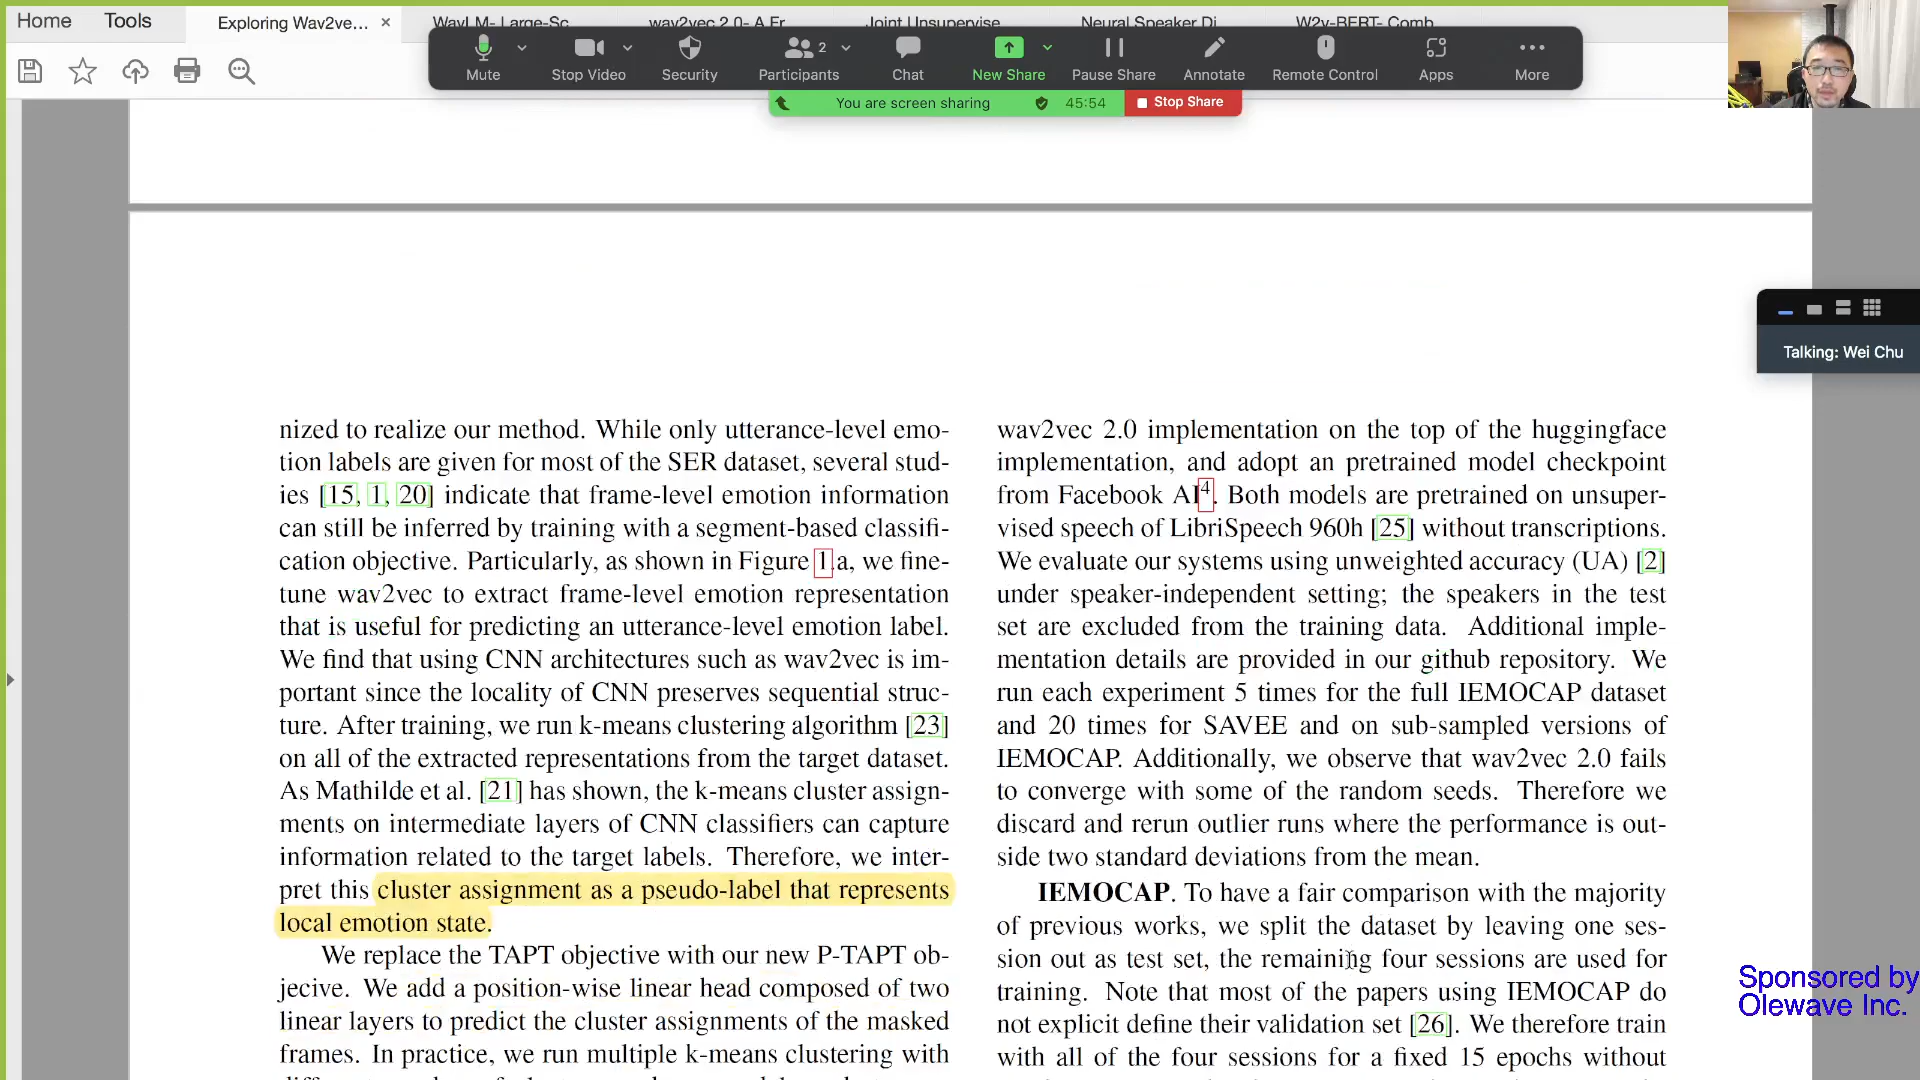 Home
Tools
Exploring Wav2ve...
WavLM- Large-Sc
wav2vec 2.0- A Fr
Joint Unsupervise
Neural Speaker Di
W2v-BERT- Comb
Mute
Stop Video
Security
2
Participants
Chat
New Share
Pause Share
Annotate
Remote Control
Apps
More
You are screen sharing
45:54
Stop Share
Talking: Wei Chu
nized to realize our method. While only utterance-level emo-
tion labels are given for most of the SER dataset, several stud-
ies [15, 1, 20] indicate that frame-level emotion information
can still be inferred by training with a segment-based classifi-
cation objective. Particularly, as shown in Figure 1.a, we fine-
tune wav2vec to extract frame-level emotion representation
that is useful for predicting an utterance-level emotion label.
We find that using CNN architectures such as wav2vec is im-
portant since the locality of CNN preserves sequential struc-
ture. After training, we run k-means clustering algorithm [23]
on all of the extracted representations from the target dataset.
As Mathilde et al. [21] has shown, the k-means cluster assign-
ments on intermediate layers of CNN classifiers can capture
information related to the target labels. Therefore, we inter-
pret this cluster assignment as a pseudo-label that represents
local emotion state.
We replace the TAPT objective with our new P-TAPT ob-
jecive. We add a position-wise linear head composed of two
linear layers to predict the cluster assignments of the masked
frames. In practice, we run multiple k-means clustering with
wav2vec 2.0 implementation on the top of the huggingface
implementation, and adopt an pretrained model checkpoint
from Facebook AI4. Both models are pretrained on unsuper-
vised speech of LibriSpeech 960h [25] without transcriptions.
We evaluate our systems using unweighted accuracy (UA) [2]
under speaker-independent setting; the speakers in the test
set are excluded from the training data. Additional imple-
mentation details are provided in our github repository. We
run each experiment 5 times for the full IEMOCAP dataset
and 20 times for SAVEE and on sub-sampled versions of
IEMOCAP. Additionally, we observe that wav2vec 2.0 fails
to converge with some of the random seeds. Therefore we
discard and rerun outlier runs where the performance is out-
side two standard deviations from the mean.
IEMOCAP. To have a fair comparison with the majority
of previous works, we split the dataset by leaving one ses-
sion out as test set, the remaining four sessions are used for
training. Note that most of the papers using IEMOCAP do
not explicit define their validation set [26]. We therefore train
with all of the four sessions for a fixed 15 epochs without
Sponsored by
Olewave Inc.